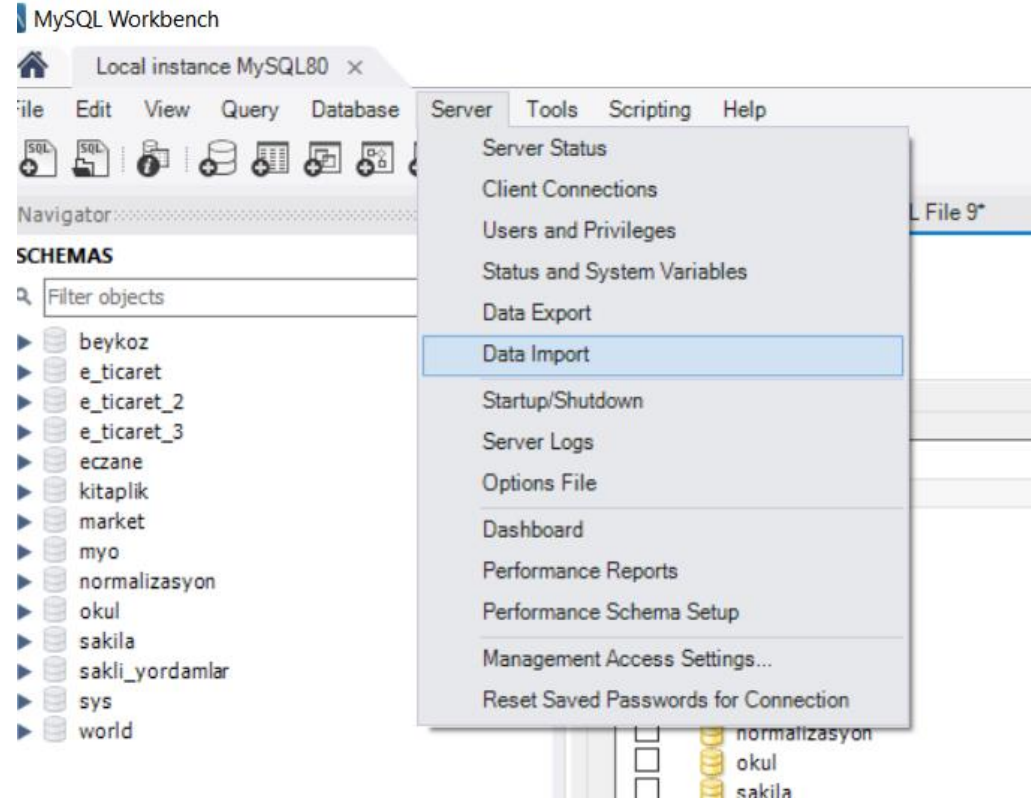 MySQL Workbench
Local instance MySQL80 ×
File Edit View Query Database Server Tools Scripting Help
SQL SQL
Navigator
L File 9*
SCHEMAS
Filter objects
beykoz
e_ticaret
e_ticaret_2
e_ticaret_3
eczane
kitaplik
market
myo
normalizasyon
okul
sakila
sakli_yordamlar
sys
world
Server Status
Client Connections
Users and Privileges
Status and System Variables
Data Export
Data Import
Startup/Shutdown
Server Logs
Options File
Dashboard
Performance Reports
Performance Schema Setup
Management Access Settings...
Reset Saved Passwords for Connection
normalizasyon
okul
sakila